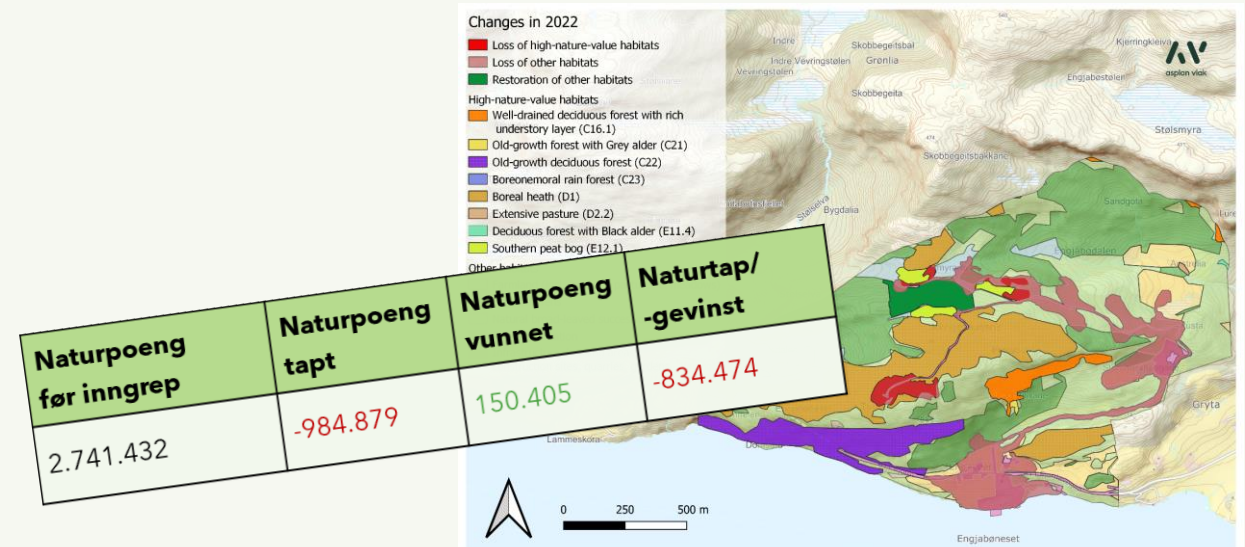 Changes in 2022
Loss of high-nature-value habitats
Loss of other habitats
Restoration of other habitats
High-nature-value habitats
Well-drained deciduous forest with rich
understory layer (C16.1)
Old-growth forest with Grey alder (C21)
Old-growth deciduous forest (C22)
Boreonemoral rain forest (C23)
Boreal heath (D1)
Extensive pasture (D2.2)
Deciduous forest with Black alder (E11.4)
Southern peat bog (E12.1)
Other
Naturpoeng
før inngrep
Naturpoeng
tapt
Naturpoeng
vunnet
Naturtap/
-gevinst
2.741.432
-984.879
150.405
-834.474
Indre
Indre Vevringstølen
Vevringstølen
Skobbegeitsbal
Grønlia
Skobbegeita
Kjerringkleiva
asplan viak
Engjabøstølen
Stølsmyra
474
Skobbegeitsbakkane
Stølselva
Bygdalia
Sandgota
Engjabødalen
Gryta
Lammeskora
0 250 500 m
Engjabøneset